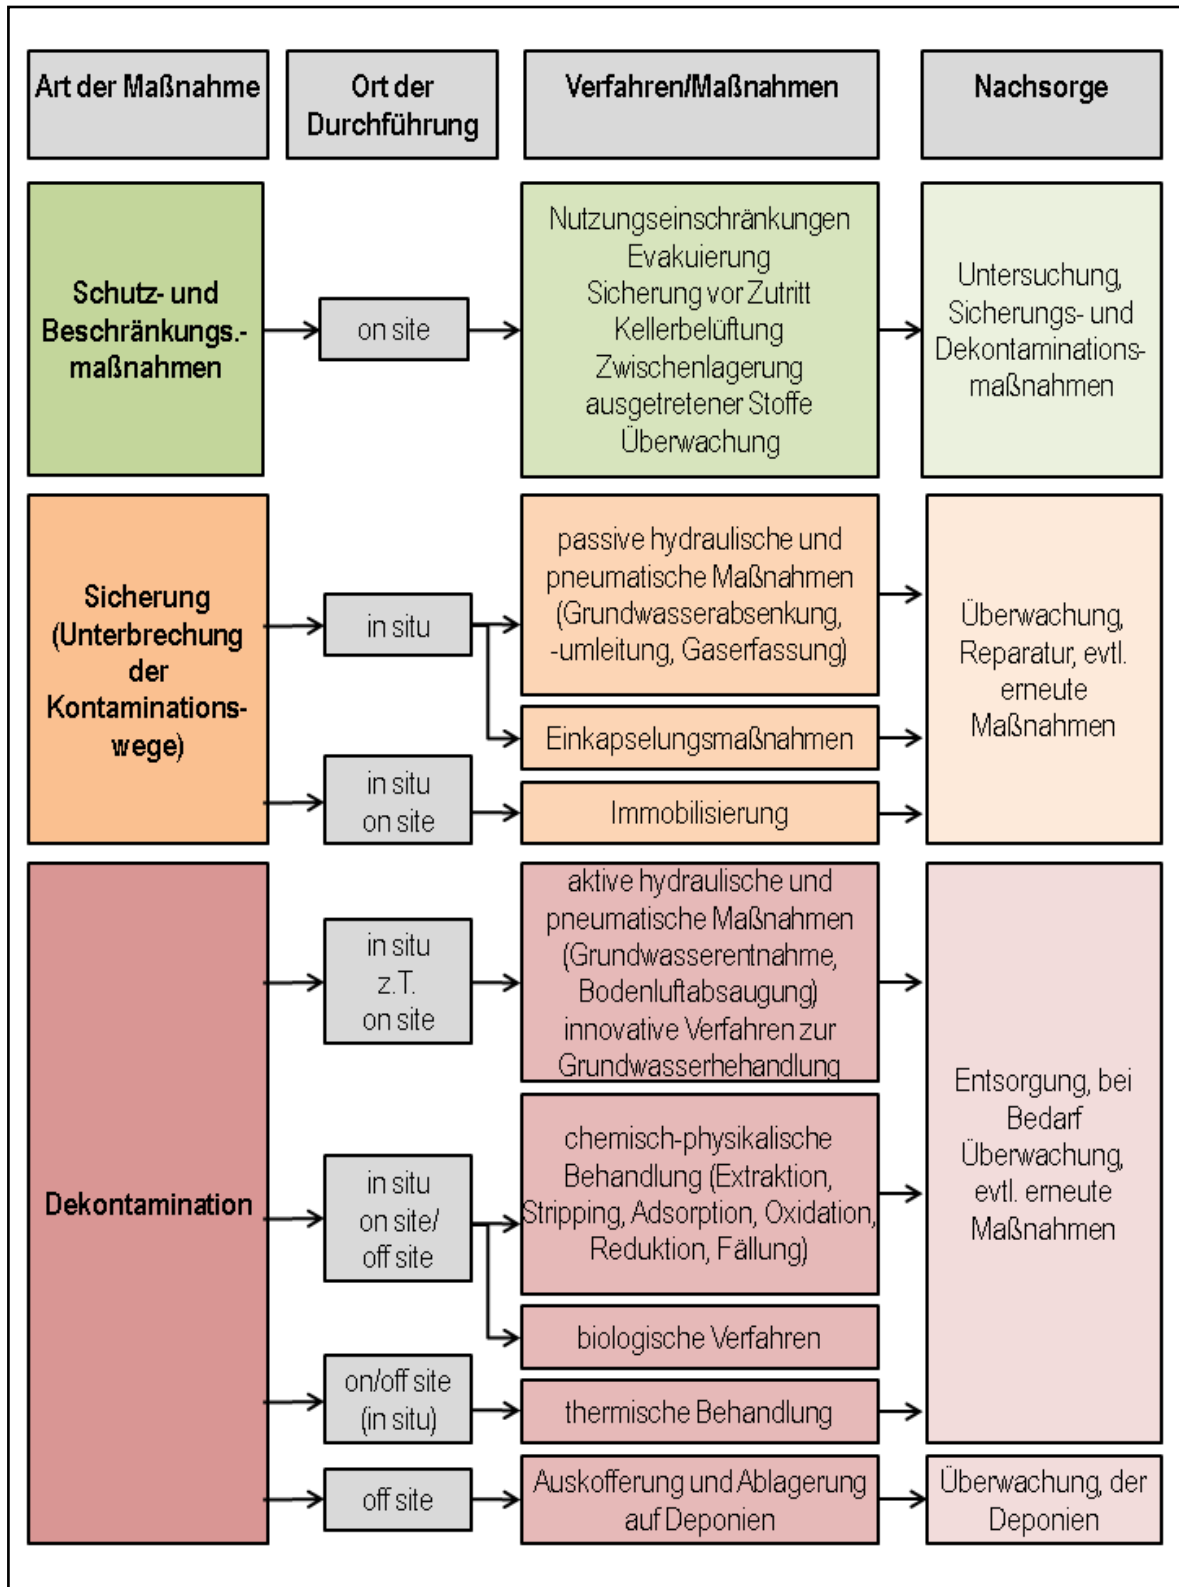 Art der Maßnahme
Ort der
Durchführung
Verfahren/Maßnahmen
Nachsorge
Schutz- und
Beschränkungs.-
maßnahmen
on site
Nutzungseinschränkungen
Evakuierung
Sicherung vor Zutritt
Kellerbelüftung
Zwischenlagerung
ausgetretener Stoffe
Überwachung
Untersuchung,
Sicherungs- und
Dekontaminations-
maßnahmen
Sicherung
(Unterbrechung
der
Kontaminations-
wege)
in situ
passive hydraulische und
pneumatische Maßnahmen
(Grundwasserabsenkung,
-umleitung, Gaserfassung)
Einkapselungsmaßnahmen
in situ
on site
Immobilisierung
Überwachung,
Reparatur, evtl.
erneute
Maßnahmen
Dekontamination
in situ
z.T.
on site
aktive hydraulische und
pneumatische Maßnahmen
(Grundwasserentnahme,
Bodenluftabsaugung)
innovative Verfahren zur
Grundwasserhehandlung
in situ
on site/
off site
chemisch-physikalische
Behandlung (Extraktion,
Stripping, Adsorption, Oxidation,
Reduktion, Fällung)
biologische Verfahren
on/off site
(in situ)
thermische Behandlung
Entsorgung, bei
Bedarf
Überwachung,
evtl. erneute
Maßnahmen
off site
Auskofferung und Ablagerung
auf Deponien
Überwachung, der
Deponien